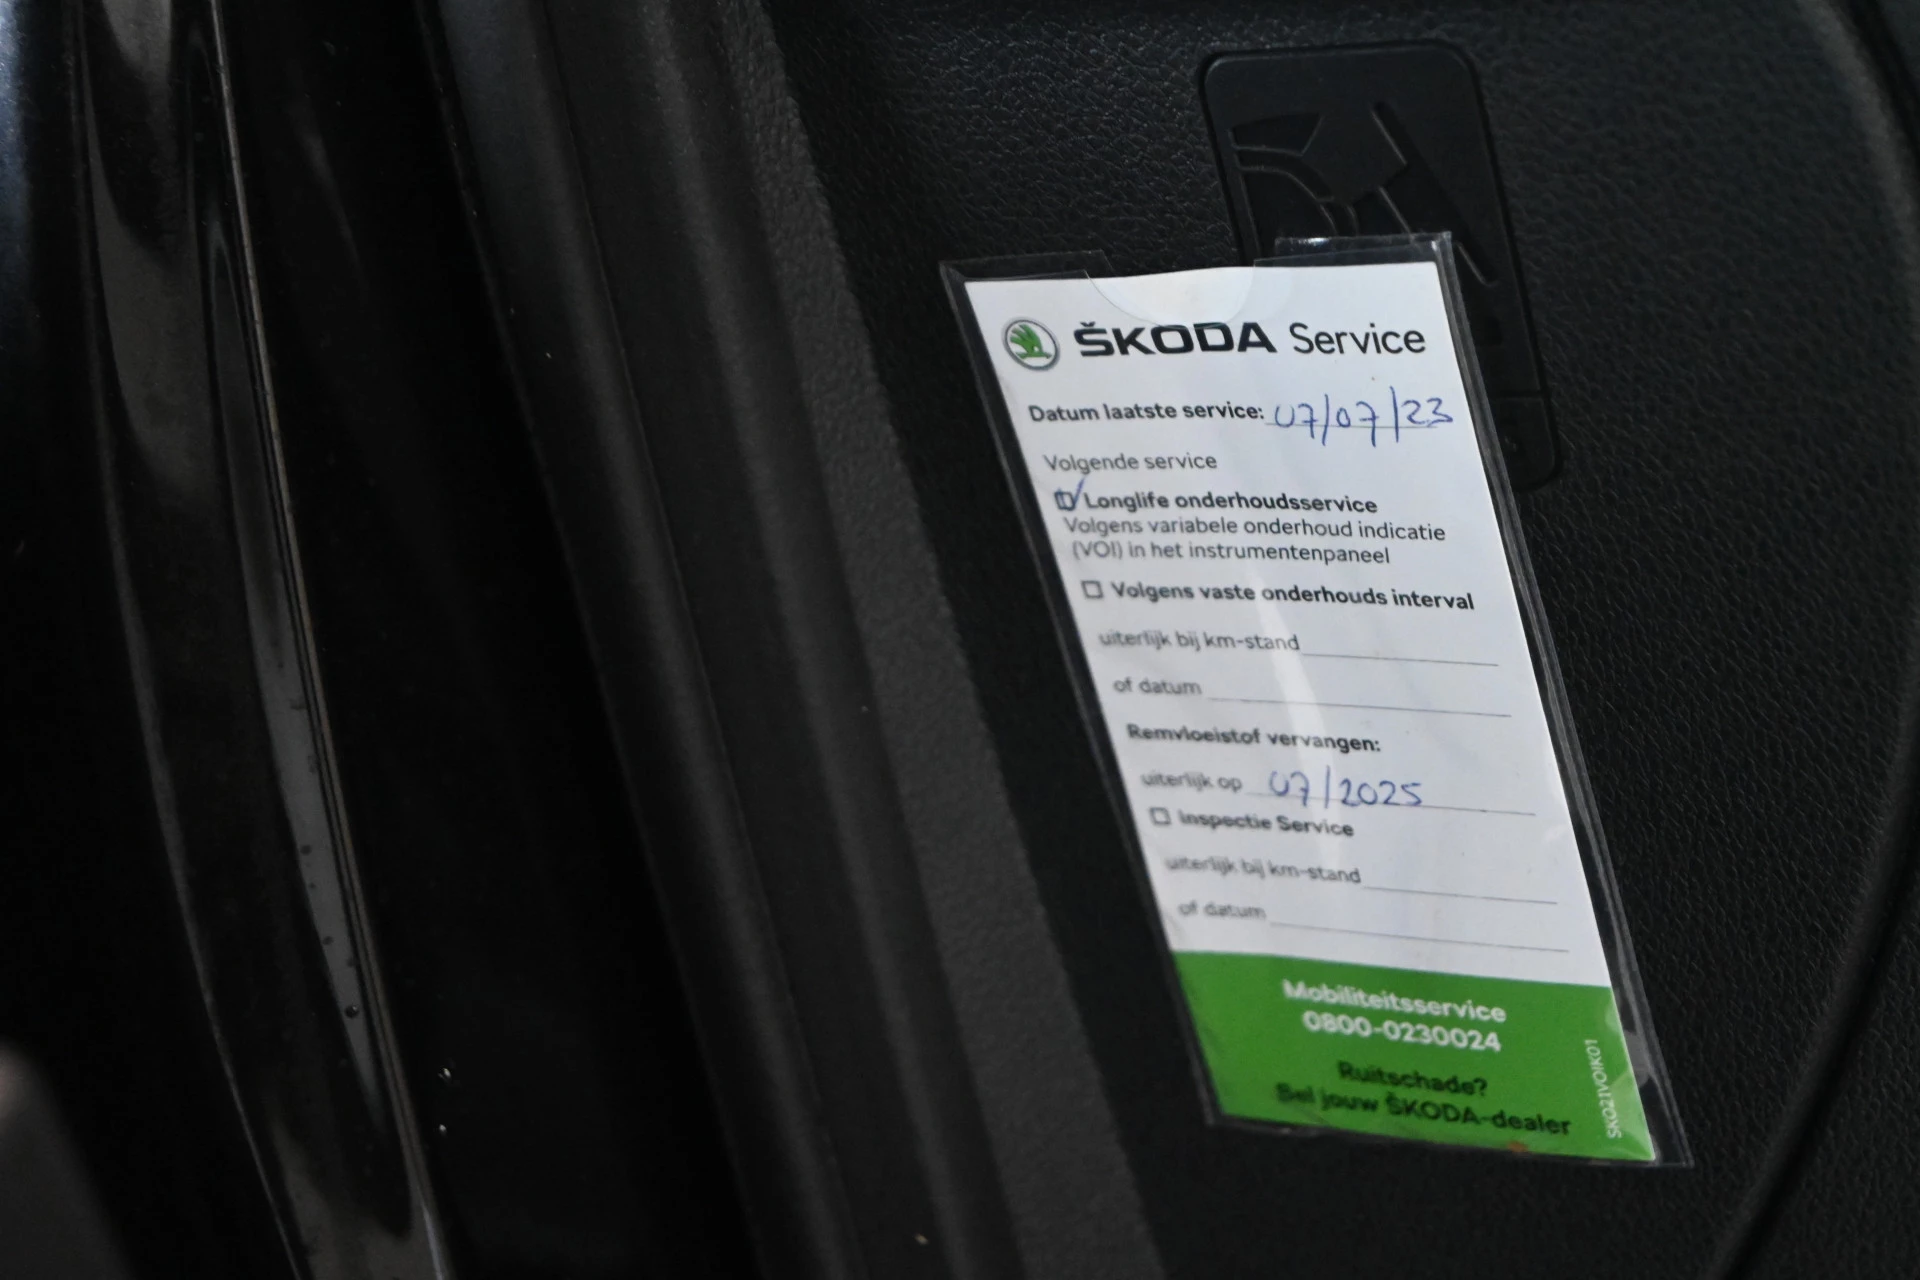 ŠKODA Service
Datum laatste service: 07/07/23
Volgende service
Longlife onderhoudsservice
Volgens variabele onderhoud indicatie
(VOI) in het instrumentenpaneel
Volgens vaste onderhouds interval
uiterlijk bij km-stand
of datum
Remvloeistof vervangen:
uiterlijk op 07/2025
Inspectie Service
uiterlijk bij km-stand
of datum
Mobiliteitsservice
0800-0230024
Ruitschade?
Bel jouw ŠKODA-dealer
SKO21VOIK01